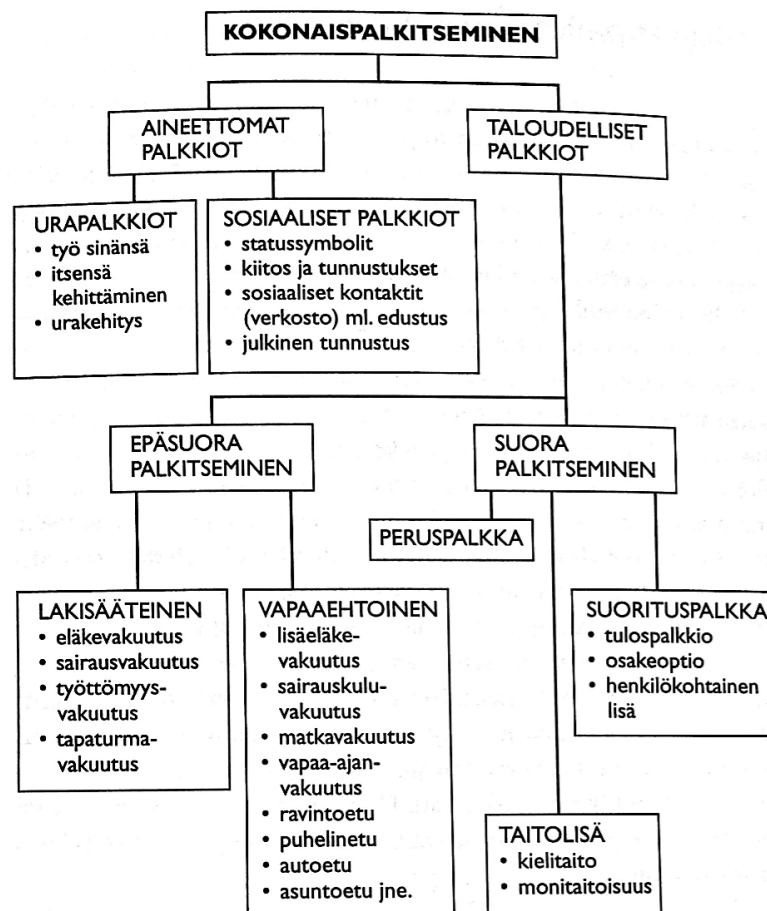 KOKONAISPALKITSEMINEN
AINEETTOMAT
PALKKIOT
TALOUDELLISET
PALKKIOT
URAPALKKIOT
• työ sinänsä
• itsensä
kehittäminen
• urakehitys
SOSIAALISET PALKKIOT
• statussymbolit
• kiitos ja tunnustukset
• sosiaaliset kontaktit
(verkosto) ml. edustus
• julkinen tunnustus
EPÄSUORA
PALKITSEMINEN
SUORA
PALKITSEMINEN
PERUSPALKKA
LAKISÄÄTEINEN
• eläkevakuutus
• sairausvakuutus
• työttömyys-
vakuutus
• tapaturma-
vakuutus
VAPAAEHTOINEN
• lisäeläke-
vakuutus
• sairauskulu-
vakuutus
• matkavakuutus
• vapaa-ajan-
vakuutus
• ravintoetu
• puhelinetu
• autoetu
• asuntoetu jne.
SUORITUSPALKKA
• tulospalkkio
• osakeoptio
• henkilökohtainen
lisä
TAITOLISÄ
• kielitaito
• monitaitoisuus